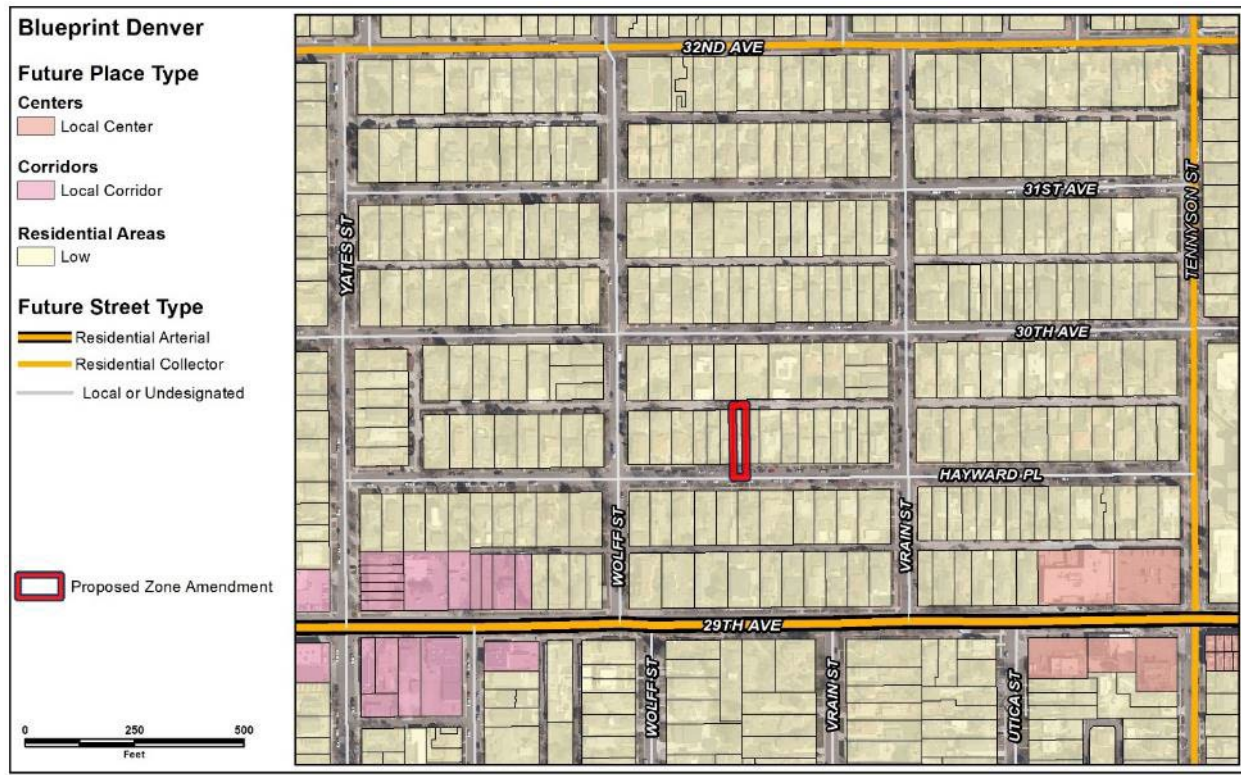 Blueprint Denver
Future Place Type
Centers
Local Center
Corridors
Local Corridor
Residential Areas
Low
Future Street Type
Residential Arterial
Residential Collector
Local or Undesignated
Proposed Zone Amendment
0 250 500
Feet
32ND AVE
31ST AVE
YATES ST
TENNYSON ST
30TH AVE
HAYWARD PL
WOLFF ST
VRAIN ST
29TH AVE
WOLFF ST
VRAIN ST
UTICA ST